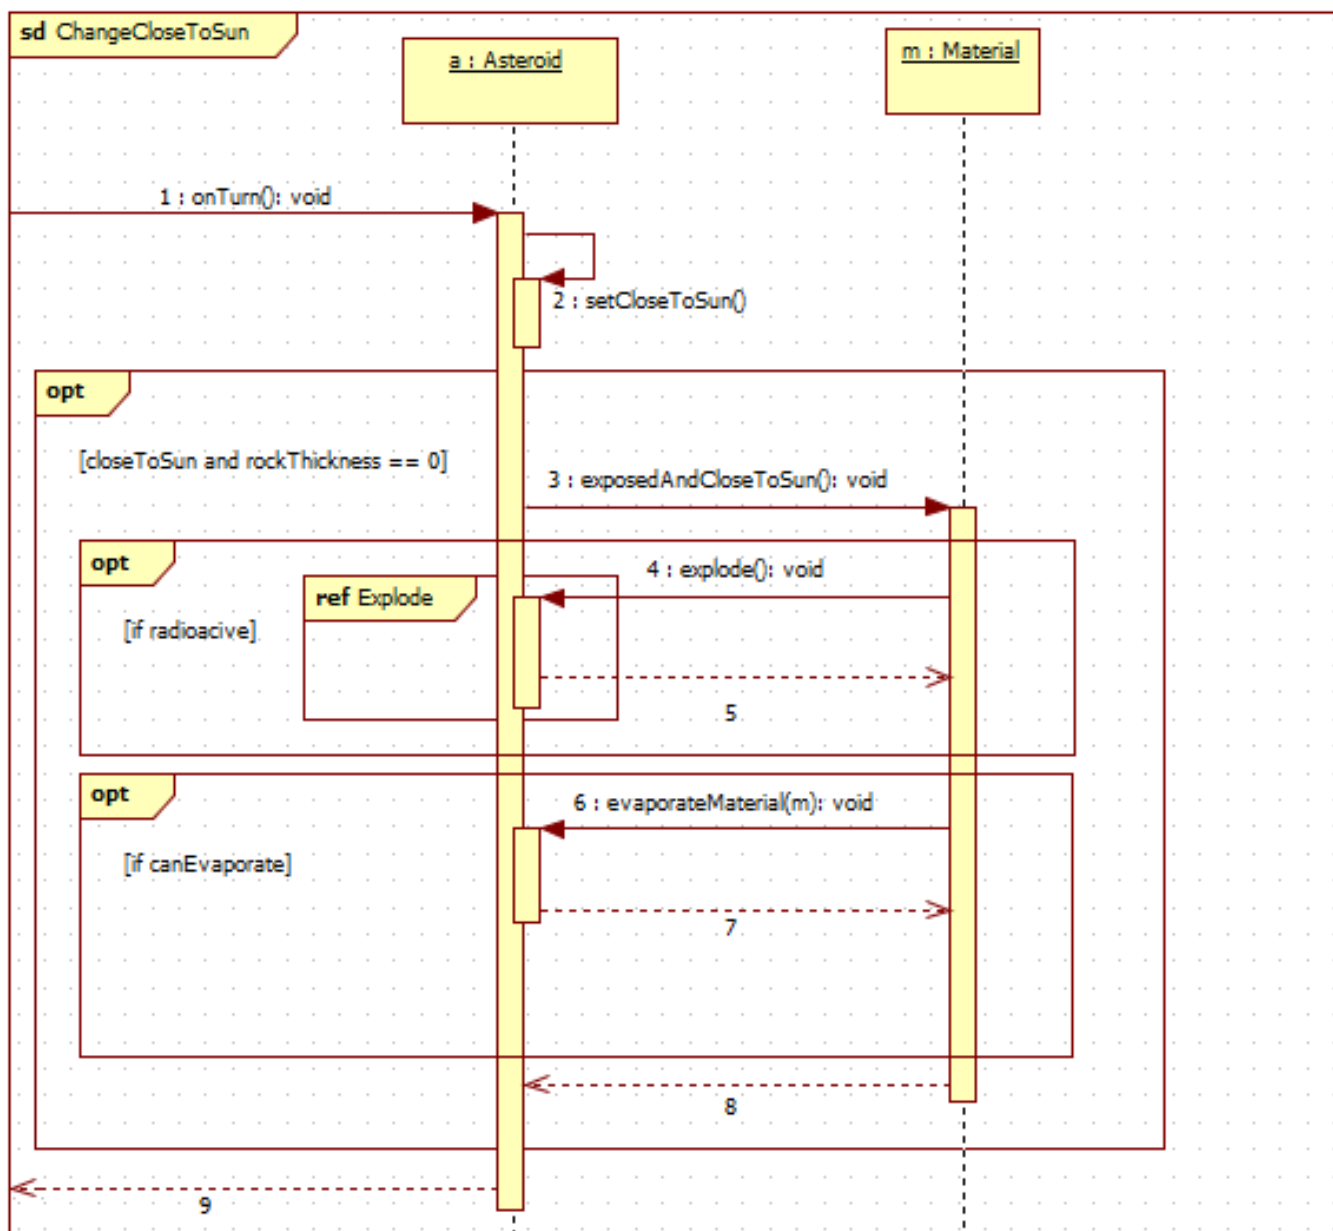 sd ChangeCloseToSun
a : Asteroid
m : Material
1 : onTurn(): void
2 : setCloseToSun()
opt
[closeToSun and rockThickness == 0]
3 : exposedAndCloseToSun(): void
opt
4 : explode(): void
ref Explode
[if radioacive]
5
opt
6 : evaporateMaterial(m): void
[if canEvaporate]
7
8
9